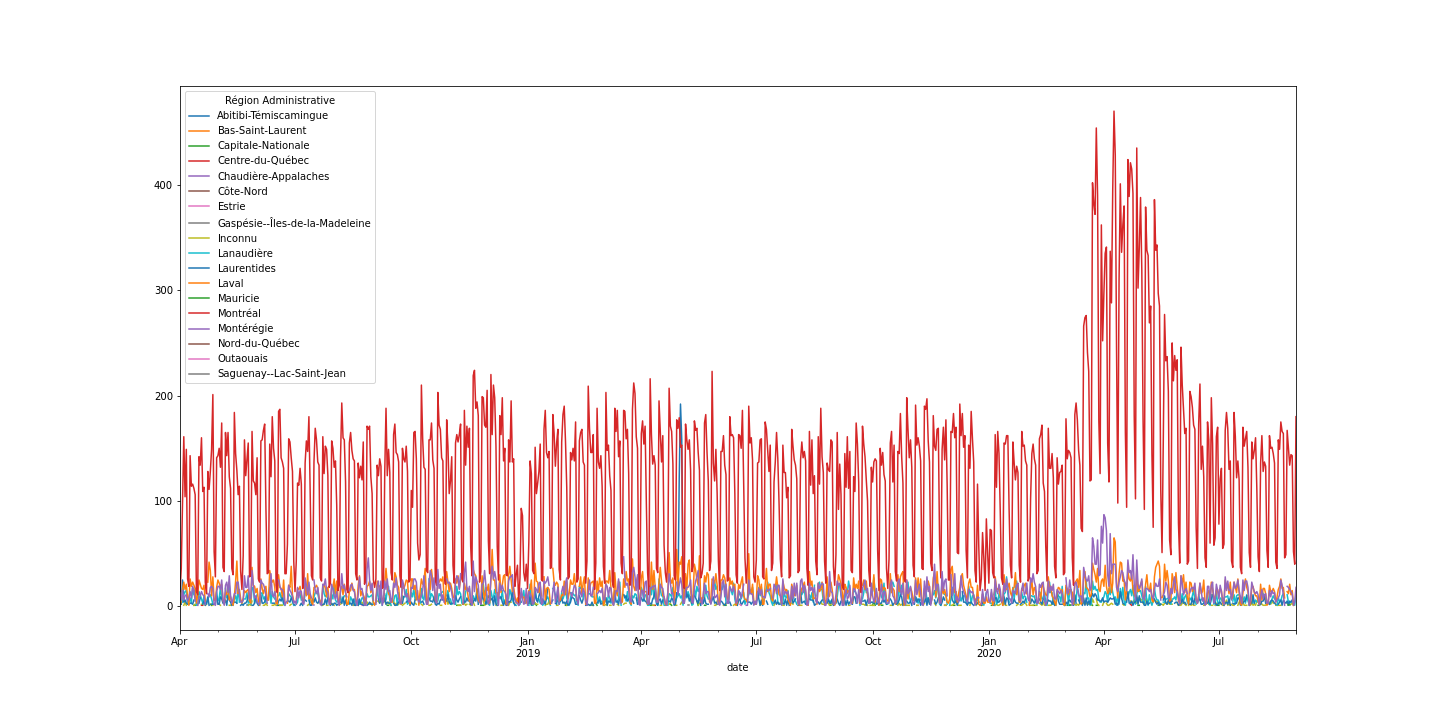 Région Administrative
Abitibi-Témiscamingue
Bas-Saint-Laurent
Capitale-Nationale
Centre-du-Québec
Chaudière-Appalaches
Côte-Nord
Estrie
Gaspésie--Îles-de-la-Madeleine
Inconnu
Lanaudière
Laurentides
Laval
Mauricie
Montréal
Montérégie
Nord-du-Québec
Outaouais
Saguenay--Lac-Saint-Jean
400
300
200
100
0
Apr Jul Oct Jan Apr Jul Oct Jan Apr Jul
2019 2020
date